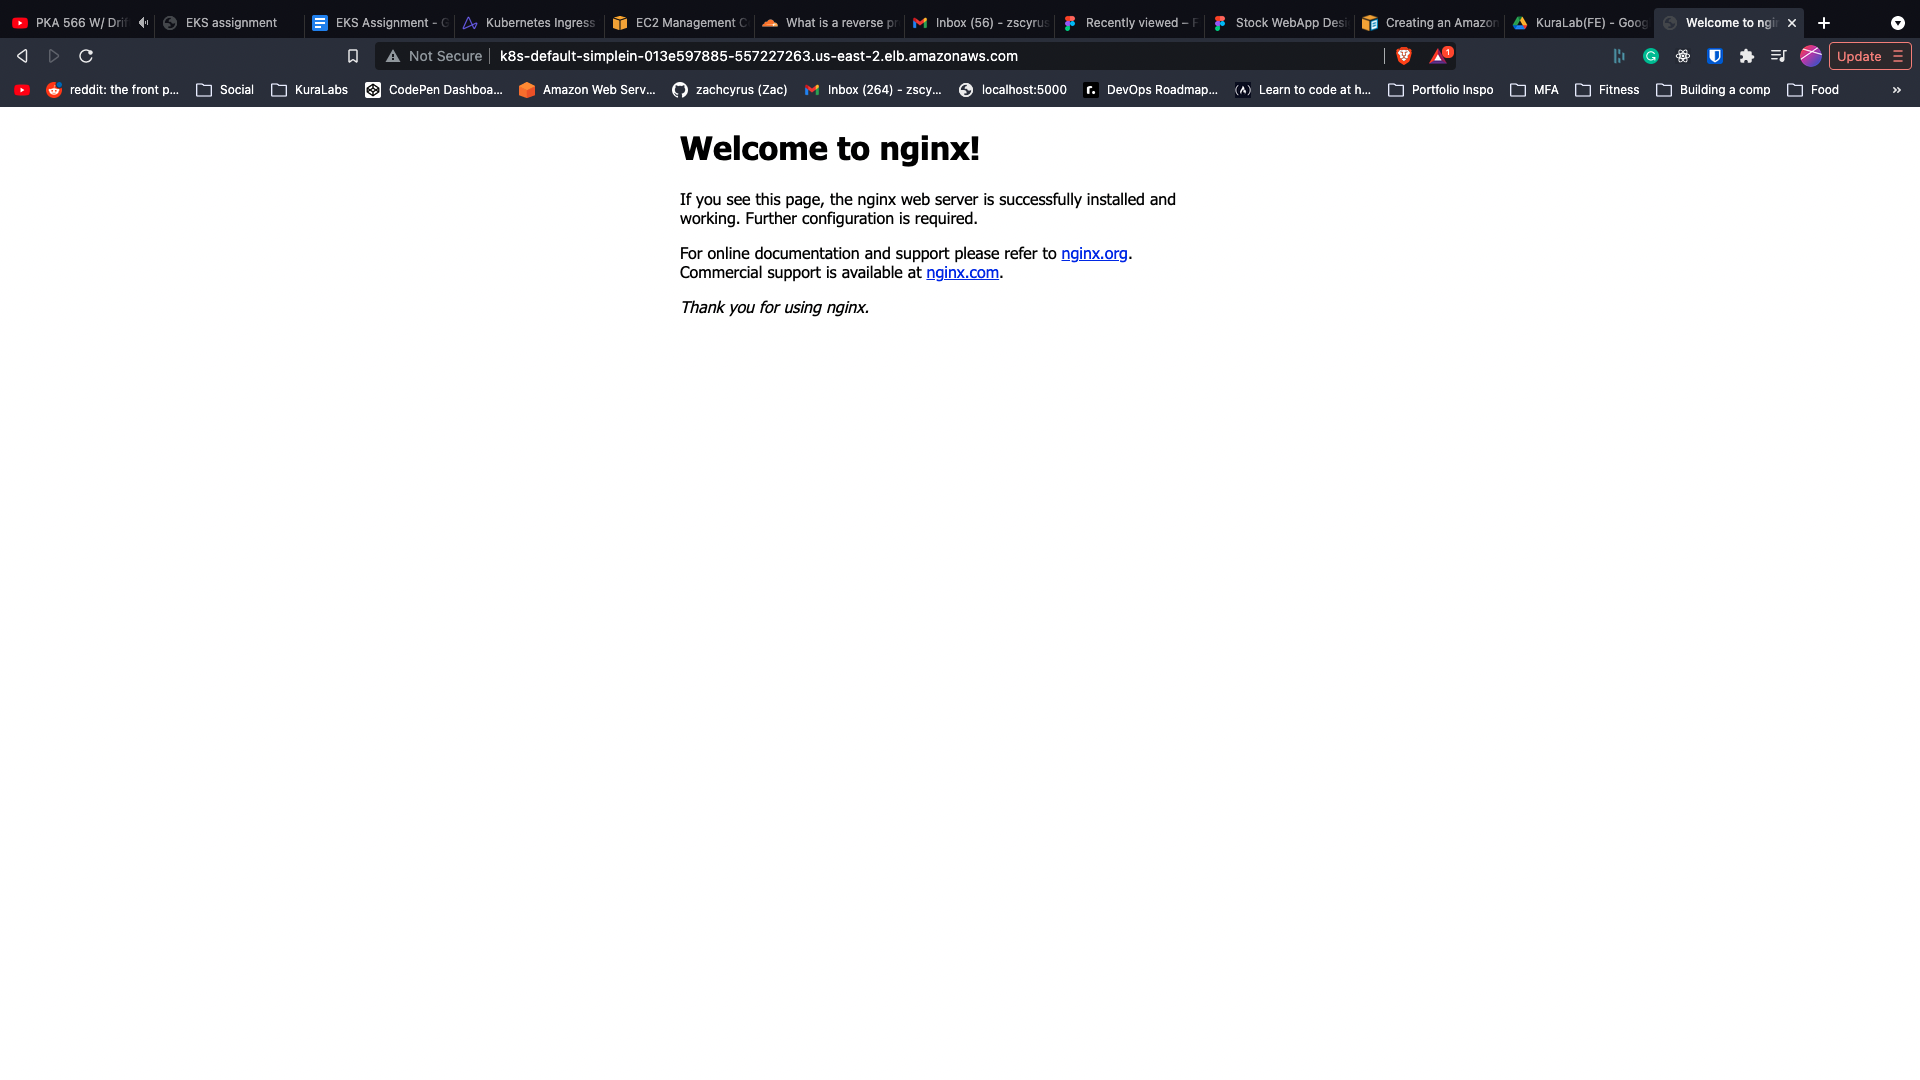 PKA 566 W/ Drif
EKS assignment
EKS Assignment - G
Kubernetes Ingress
EC2 Management C
What is a reverse pr
Inbox (56) - zscyrus
Recently viewed – F
Stock WebApp Desi
Creating an Amazon
KuraLab(FE) - Goog
Welcome to ngin
Not Secure
k8s-default-simplein-013e597885-557227263.us-east-2.elb.amazonaws.com
1
Update
reddit: the front p...
Social
KuraLabs
CodePen Dashboa...
Amazon Web Serv...
zachcyrus (Zac)
Inbox (264) - zscy...
localhost:5000
DevOps Roadmap...
Learn to code at h...
Portfolio Inspo
MFA
Fitness
Building a comp
Food
Welcome to nginx!
If you see this page, the nginx web server is successfully installed and
working. Further configuration is required.
For online documentation and support please refer to nginx.org.
Commercial support is available at nginx.com.
Thank you for using nginx.